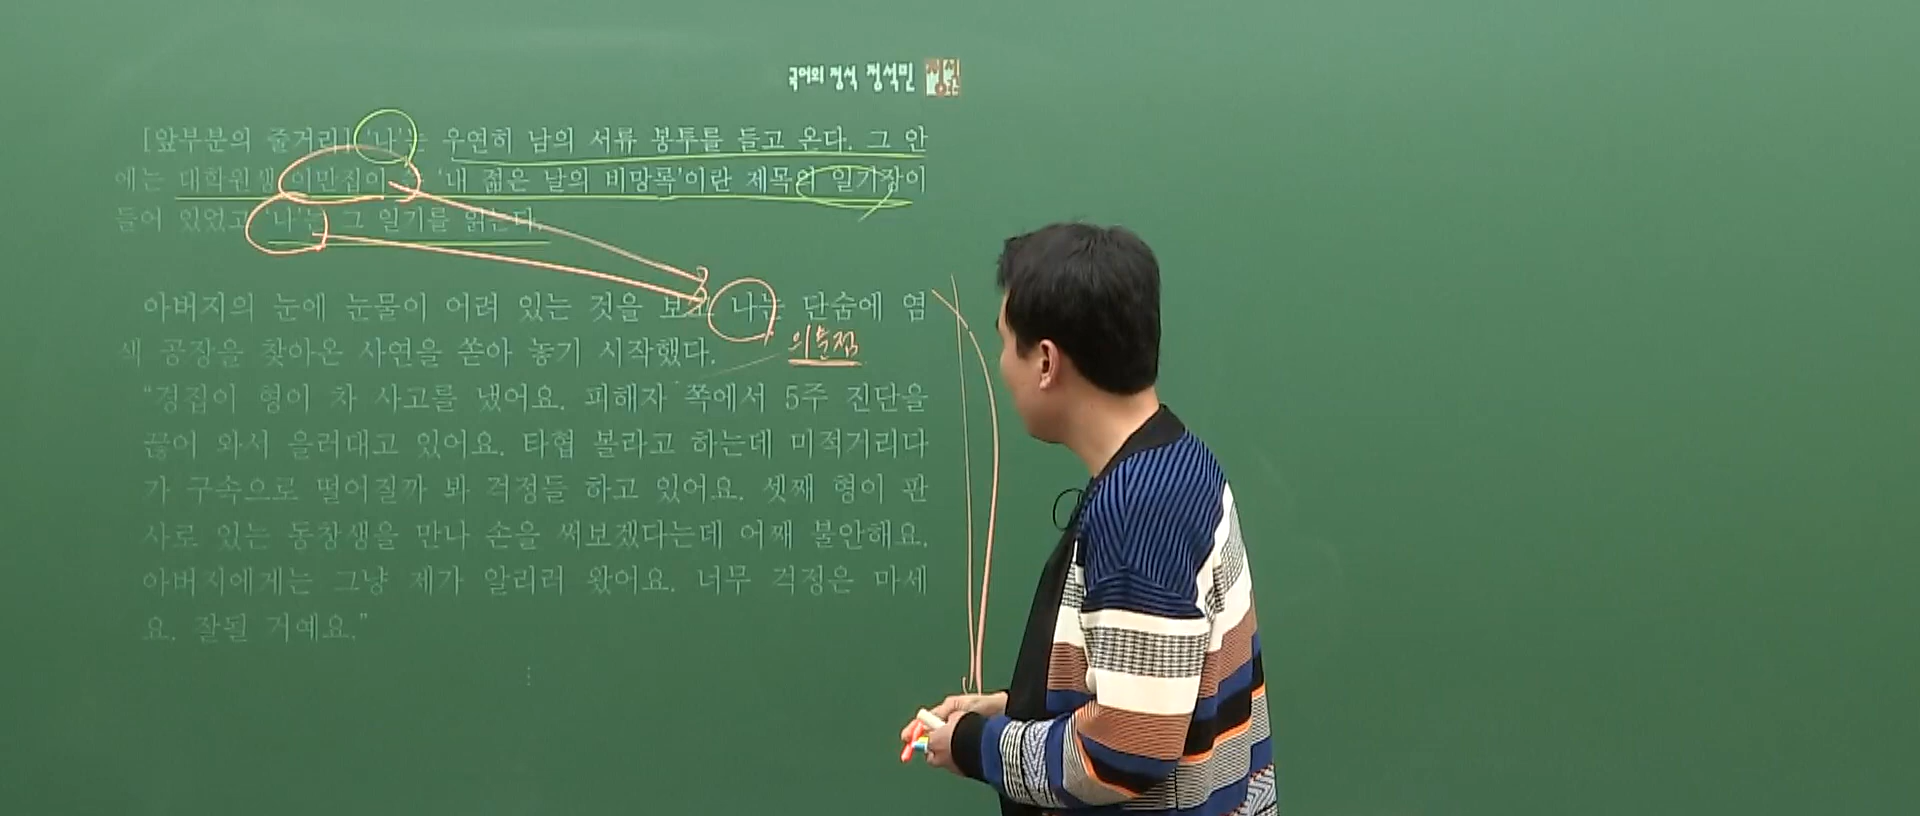 국어의 정석 정석민
[앞부분의 줄거리] '나'는 우연히 남의 서류 봉투를 들고 온다. 그 안
에는 대학원생 이만집이 쓴 '내 젊은 날의 비망록'이란 제목의 일기장이
들어 있었고 '나'는 그 일기를 읽는다.
아버지의 눈에 눈물이 어려 있는 것을 보고 나는 단숨에 염
색 공장을 찾아온 사연을 쏟아 놓기 시작했다.
의문점
"경집이 형이 차 사고를 냈어요. 피해자 쪽에서 5주 진단을
끊어 와서 을러대고 있어요. 타협 볼라고 하는데 미적거리다
가 구속으로 떨어질까 봐 걱정들 하고 있어요. 셋째 형이 판
사로 있는 동창생을 만나 손을 써보겠다는데 어째 불안해요.
아버지에게는 그냥 제가 알리러 왔어요. 너무 걱정은 마세
요. 잘될 거예요."
⋮